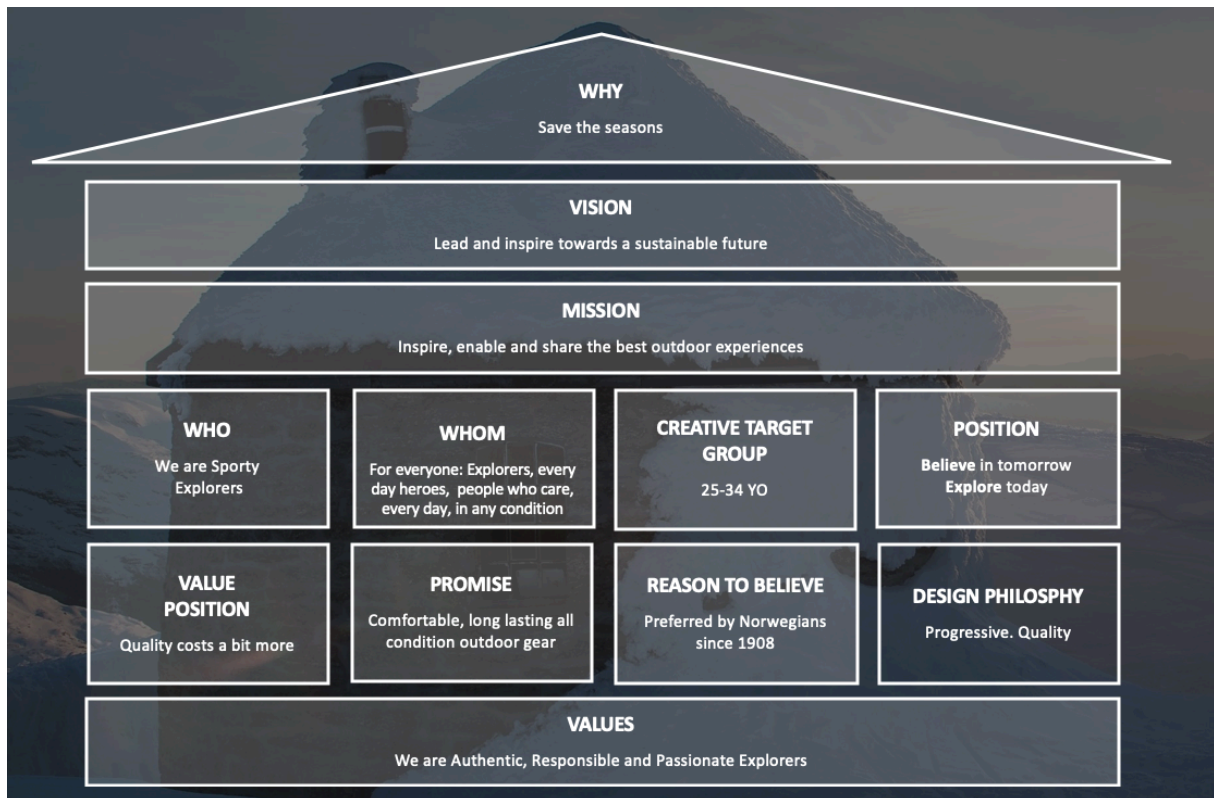 WHY
Save the seasons
VISION
Lead and inspire towards a sustainable future
MISSION
Inspire, enable and share the best outdoor experiences
WHO
We are Sporty
Explorers
WHOM
For everyone: Explorers, every
day heroes, people who care,
every day, in any condition
CREATIVE TARGET
GROUP
25-34 YO
POSITION
Believe in tomorrow
Explore today
VALUE
POSITION
Quality costs a bit more
PROMISE
Comfortable, long lasting all
condition outdoor gear
REASON TO BELIEVE
Preferred by Norwegians
since 1908
DESIGN PHILOSPHY
Progressive. Quality
VALUES
We are Authentic, Responsible and Passionate Explorers